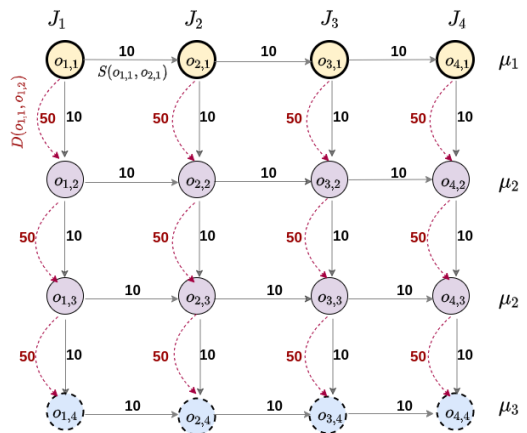 J₁ J₂ J₃ J₄
10 10 10
o₁,₁ o₂,₁ o₃,₁ o₄,₁ μ₁
S(o₁,₁, o₂,₁)
D(o₁,₁, o₁,₂)
50 10 50 10 50 10 50 10
10 10 10
o₁,₂ o₂,₂ o₃,₂ o₄,₂ μ₂
50 10 50 10 50 10 50 10
10 10 10
o₁,₃ o₂,₃ o₃,₃ o₄,₃ μ₂
50 10 50 10 50 10 50 10
10 10 10
o₁,₄ o₂,₄ o₃,₄ o₄,₄ μ₃